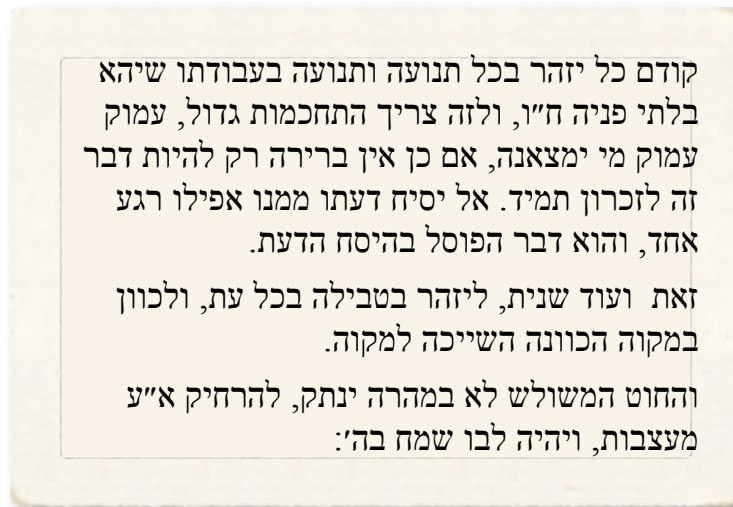 קודם כל יזהר בכל תנועה ותנועה בעבודתו שיהא
בלתי פניה ח״ו, ולזה צריך התחכמות גדול, עמוק
עמוק מי ימצאנה, אם כן אין ברירה רק להיות דבר
זה לזכרון תמיד. אל יסיח דעתו ממנו אפילו רגע
אחד, והוא דבר הפוסל בהיסח הדעת.
זאת ועוד שנית, ליזהר בטבילה בכל עת, ולכוון
במקוה הכוונה השייכה למקוה.
והחוט המשולש לא במהרה ינתק, להרחיק א״ע
מעצבות, ויהיה לבו שמח בה׳: